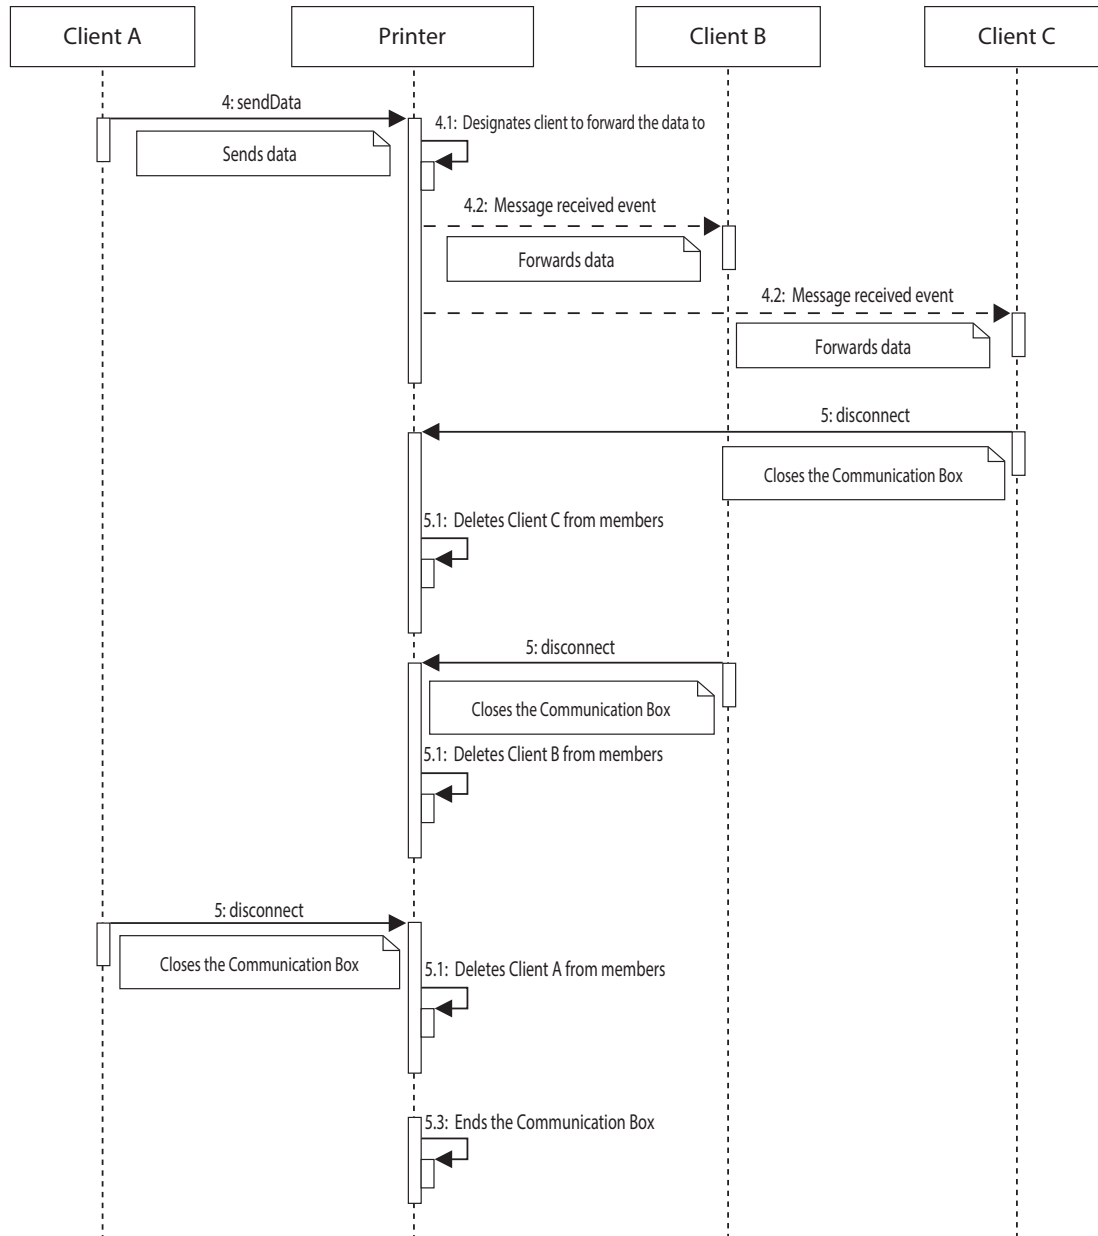 Client A
Printer
Client B
Client C
4: sendData
Sends data
4.1: Designates client to forward the data to
4.2: Message received event
Forwards data
4.2: Message received event
Forwards data
5: disconnect
Closes the Communication Box
5.1: Deletes Client C from members
5: disconnect
Closes the Communication Box
5.1: Deletes Client B from members
5: disconnect
Closes the Communication Box
5.1: Deletes Client A from members
5.3: Ends the Communication Box